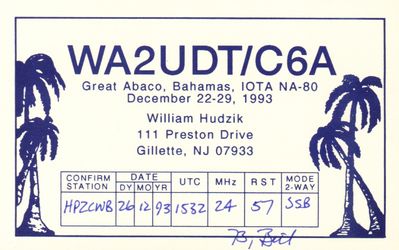 WA2UDT/C6A
Great Abaco, Bahamas, IOTA NA-80
December 22-29, 1993
William Hudzik
111 Preston Drive
Gillette, NJ 07933
CONFIRM STATION DATE DY MO YR UTC MHz RST MODE 2-WAY
HP2CWB 26 12 93 1532 24 57 SSB
73, Bill